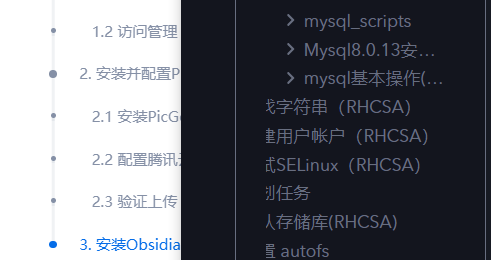 1.2 访问管理
2. 安装并配置P
2.1 安装PicG
2.2 配置腾讯
2.3 验证上传
3. 安装Obsidia
mysql_scripts
Mysql8.0.13安…
mysql基本操作(…
字符串（RHCSA）
用户帐户（RHCSA）
SELinux（RHCSA）
任务
存储库(RHCSA)
autofs